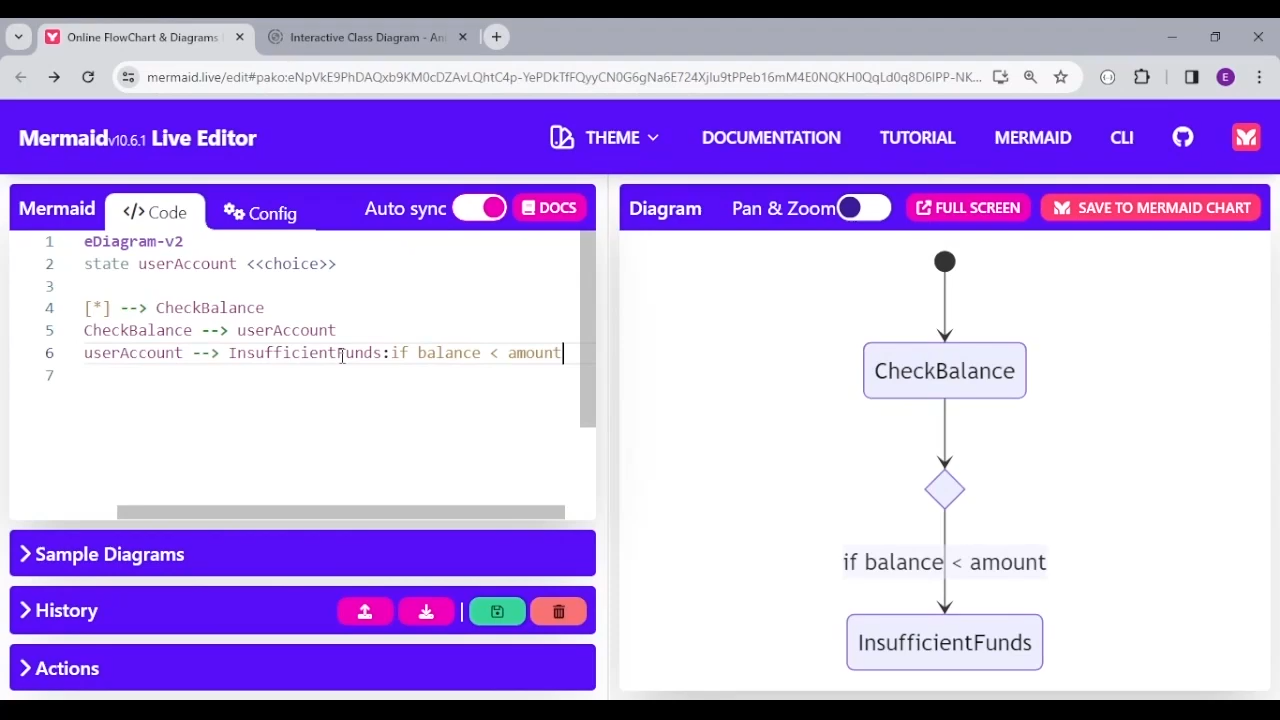 Online FlowChart & Diagrams
Interactive Class Diagram - An
mermaid.live/edit#pako:eNpVkE9PhDAQxb9KM0cDZAvLQhtC4p-YePDkTfFQyyCN0G6gNa6E724XjIu9tPPeb16mM4E0NQKH0QqLd0q8D6IPP-NK...
E
Mermaidv10.6.1 Live Editor
THEME
DOCUMENTATION
TUTORIAL
MERMAID
CLI
Mermaid
Code
Config
Auto sync
DOCS
Diagram
Pan & Zoom
FULL SCREEN
SAVE TO MERMAID CHART
1 eDiagram-v2
2 state userAccount <<choice>>
3
4 [*] --> CheckBalance
5 CheckBalance --> userAccount
6 userAccount --> InsufficientFunds:if balance < amount
7
CheckBalance
if balance < amount
InsufficientFunds
Sample Diagrams
History
Actions